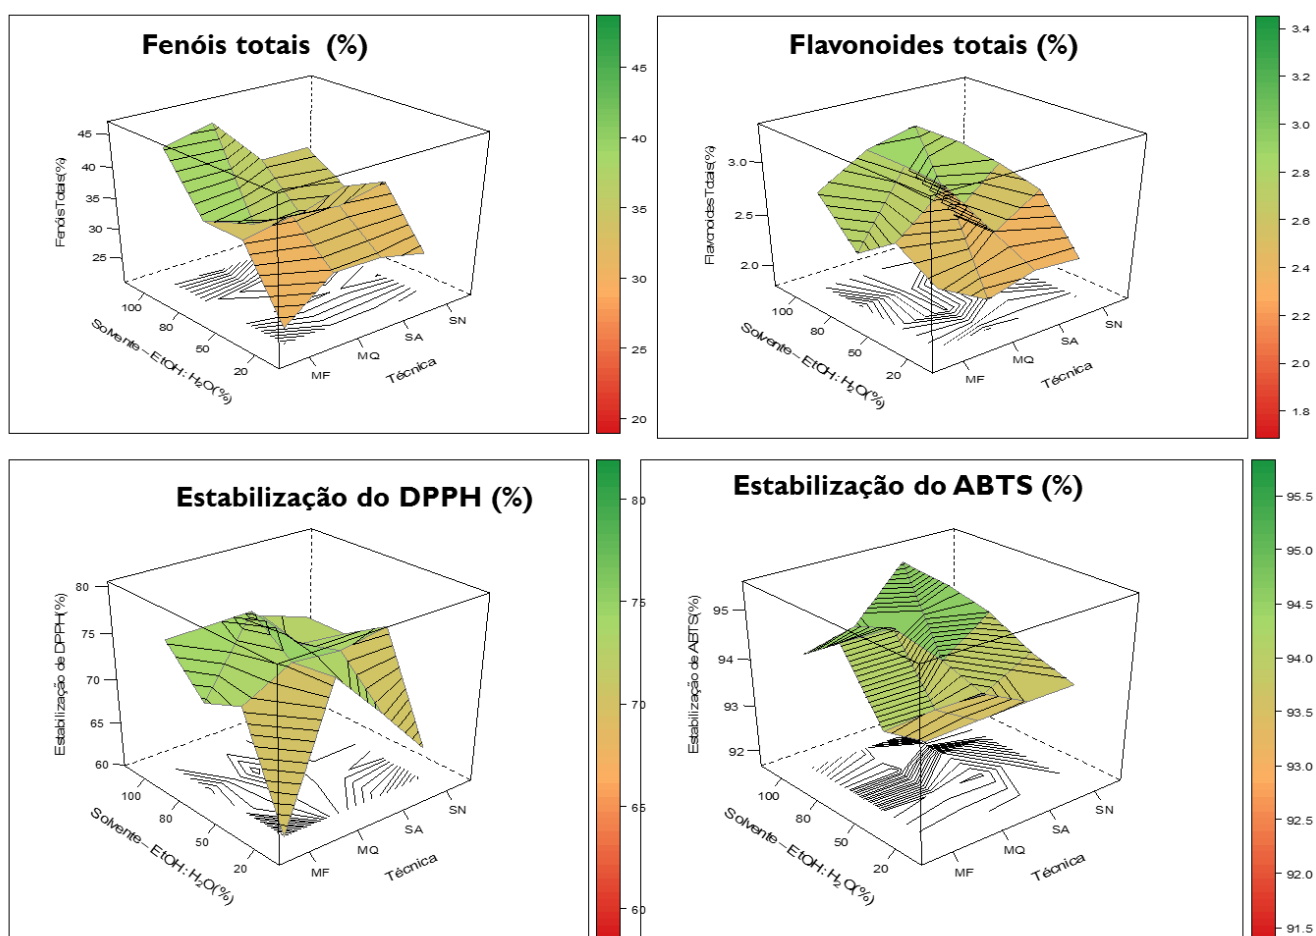 Fenóis totais (%)
45
40
35
30
25
Fenóis Totais(%)
100
80
50
20
Solvente – EtOH : H₂O(%)
MF
MQ
SA
SN
Técnica
45
40
35
30
25
20
Flavonoides totais (%)
3.0
2.5
2.0
Flavonoides Totais(%)
100
80
50
20
Solvente – EtOH : H₂O(%)
MF
MQ
SA
SN
Técnica
3.4
3.2
3.0
2.8
2.6
2.4
2.2
2.0
1.8
Estabilização do DPPH (%)
80
75
70
65
60
Estabilização de DPPH(%)
100
80
50
20
Solvente – EtOH : H₂O(%)
MF
MQ
SA
SN
Técnica
80
75
70
65
60
Estabilização do ABTS (%)
95
94
93
92
Estabilização de ABTS(%)
100
80
50
20
Solvente – EtOH : H₂O(%)
MF
MQ
SA
SN
Técnica
95.5
95.0
94.5
94.0
93.5
93.0
92.5
92.0
91.5